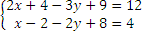 2x + 4 − 3y + 9 = 12
x − 2 − 2y + 8 = 4